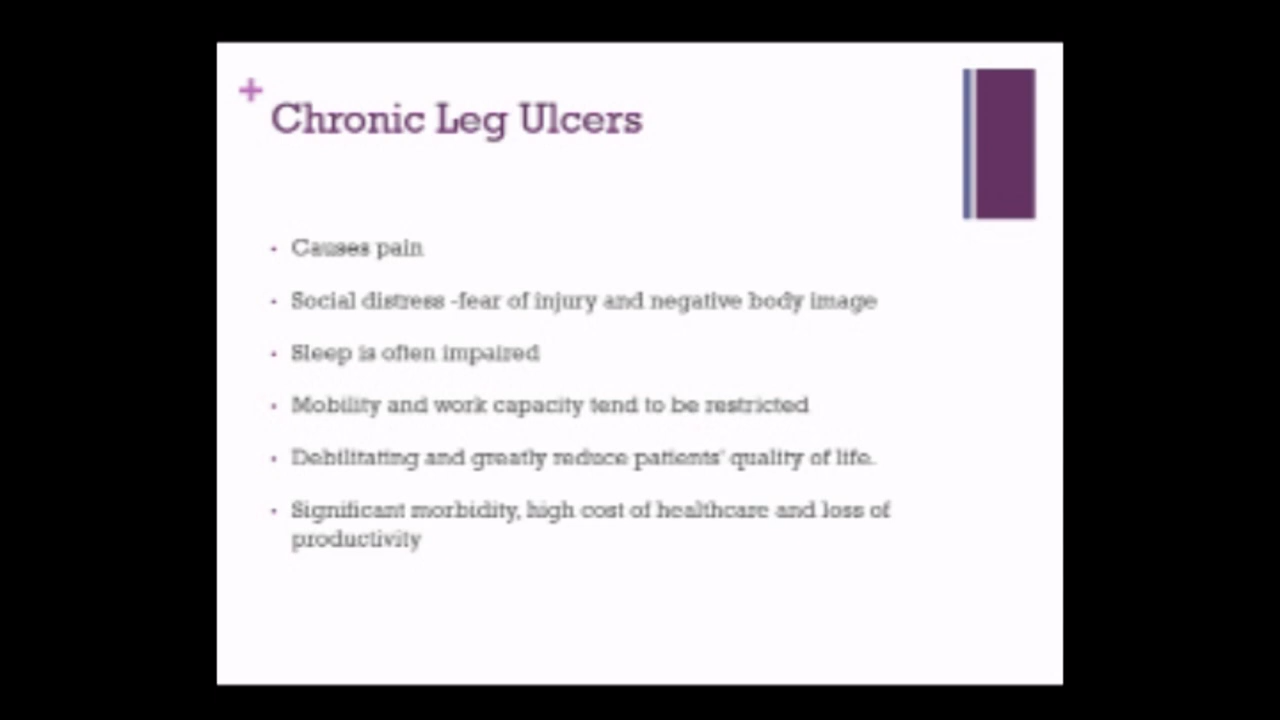 +
Chronic Leg Ulcers
• Causes pain
• Social distress -fear of injury and negative body image
• Sleep is often impaired
• Mobility and work capacity tend to be restricted
• Debilitating and greatly reduce patients' quality of life.
• Significant morbidity, high cost of healthcare and loss of
productivity